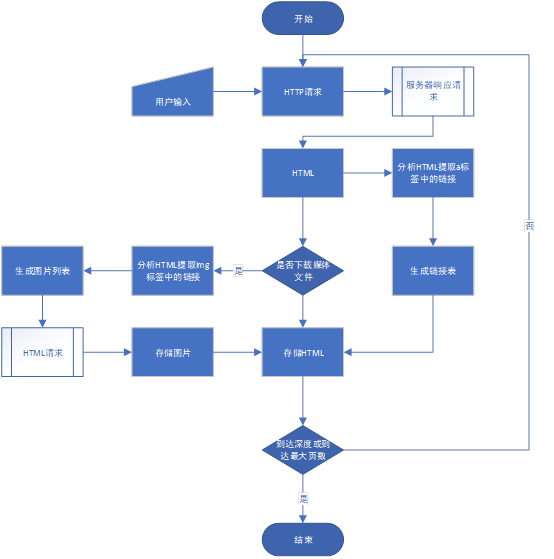 开始
用户输入
HTTP请求
服务器响应请
求
HTML
分析HTML提取a标
签中的链接
否
生成图片列表
分析HTML提取img
标签中的链接
是
是否下载媒体
文件
生成链接表
HTML请求
存储图片
存储HTML
到达深度或到
达最大页数
是
结束